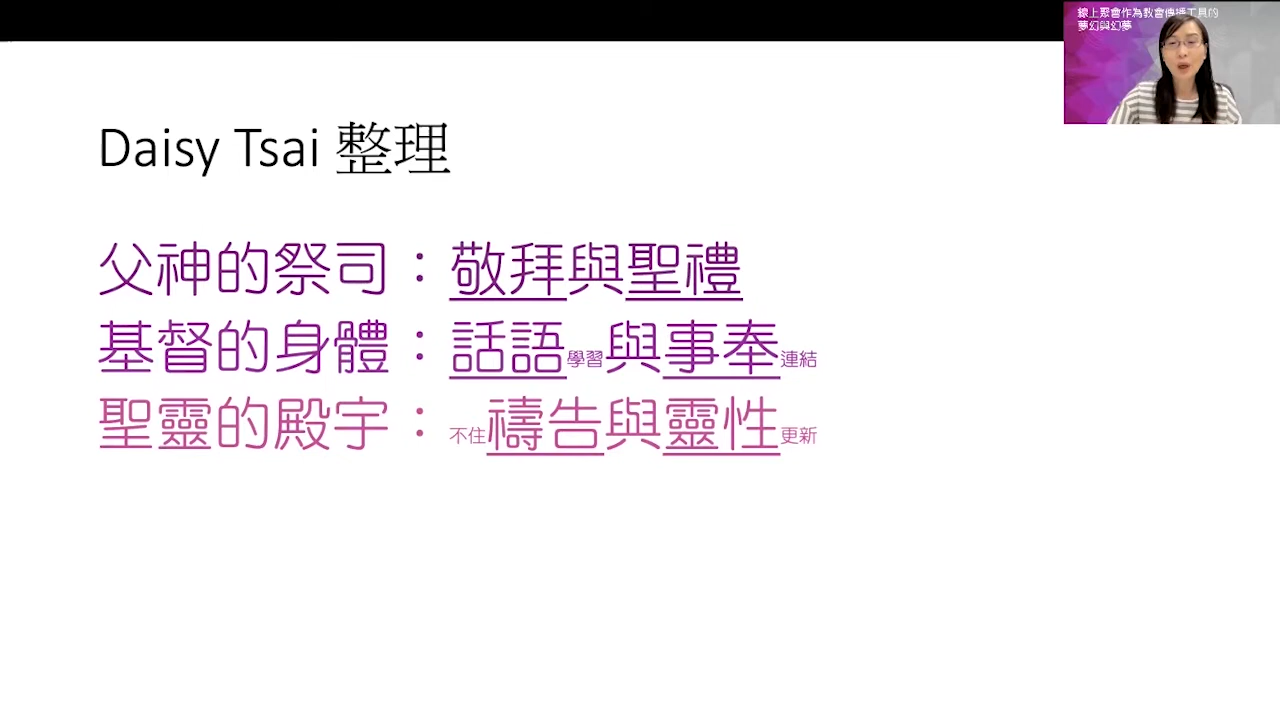 線上聚會作為教會傳播工具的
夢幻與幻夢
Daisy Tsai 整理
父神的祭司：敬拜與聖禮
基督的身體：話語學習與事奉連結
聖靈的殿宇：不住禱告與靈性更新